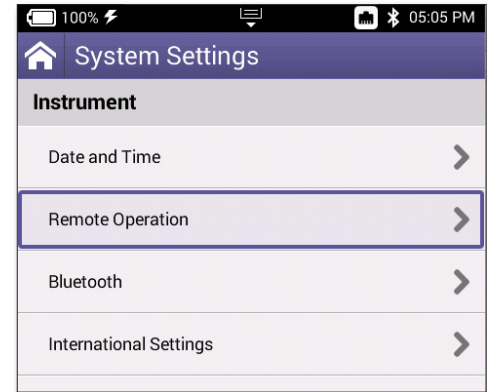 100% 05:05 PM
System Settings
Instrument
Date and Time
Remote Operation
Bluetooth
International Settings